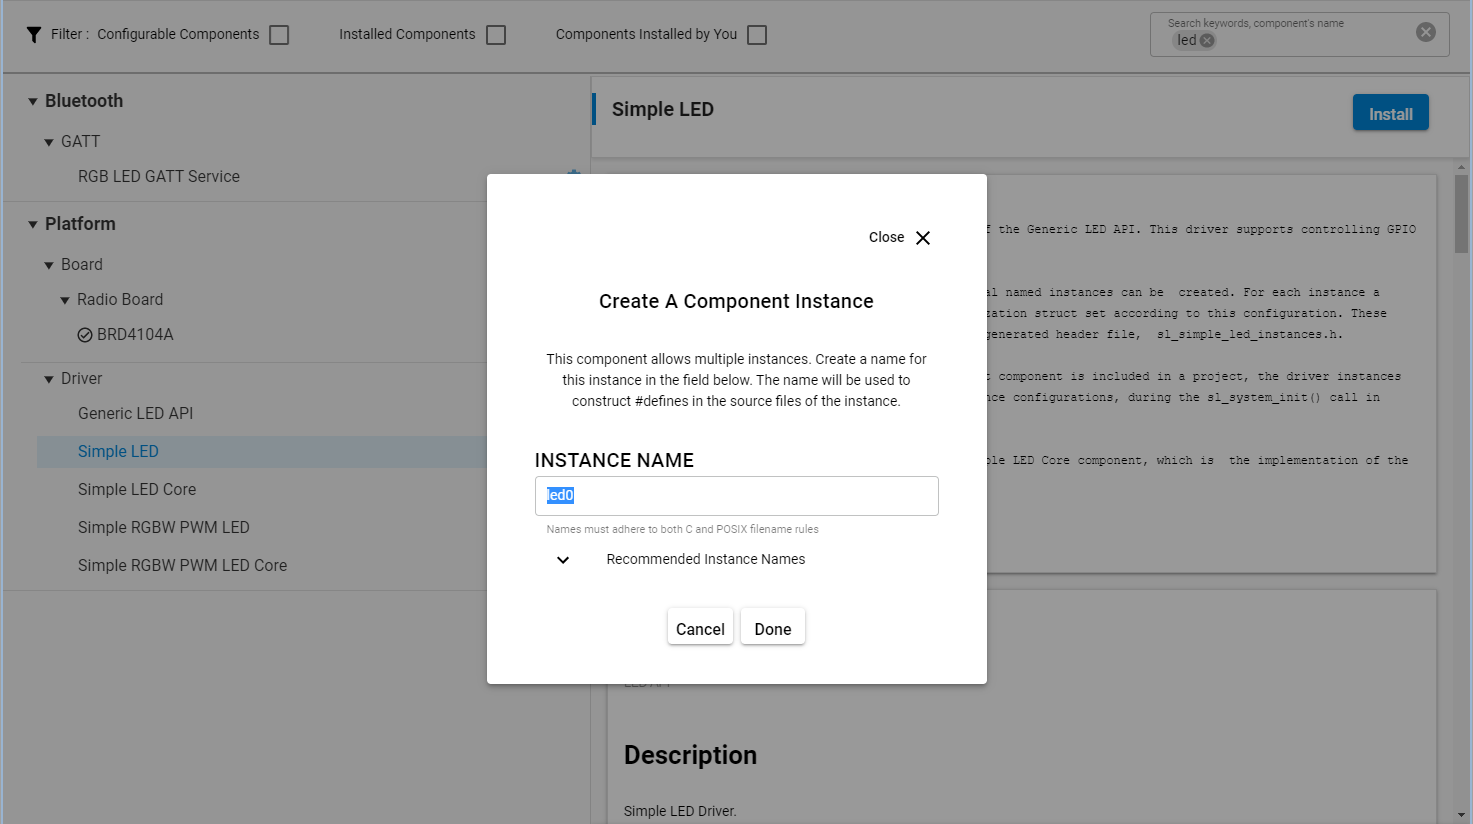 Filter : Configurable Components Installed Components Components Installed by You
Search keywords, component's name
led
Bluetooth
GATT
RGB LED GATT Service
Platform
Board
Radio Board
BRD4104A
Driver
Generic LED API
Simple LED
Simple LED Core
Simple RGBW PWM LED
Simple RGBW PWM LED Core
Simple LED
Install
f the Generic LED API. This driver supports controlling GPIO
al named instances can be created. For each instance a
zation struct set according to this configuration. These
generated header file, sl_simple_led_instances.h.
t component is included in a project, the driver instances
nce configurations, during the sl_system_init() call in
ple LED Core component, which is the implementation of the
Description
Simple LED Driver.
Close
Create A Component Instance
This component allows multiple instances. Create a name for
this instance in the field below. The name will be used to
construct #defines in the source files of the instance.
INSTANCE NAME
led0
Names must adhere to both C and POSIX filename rules
Recommended Instance Names
Cancel Done